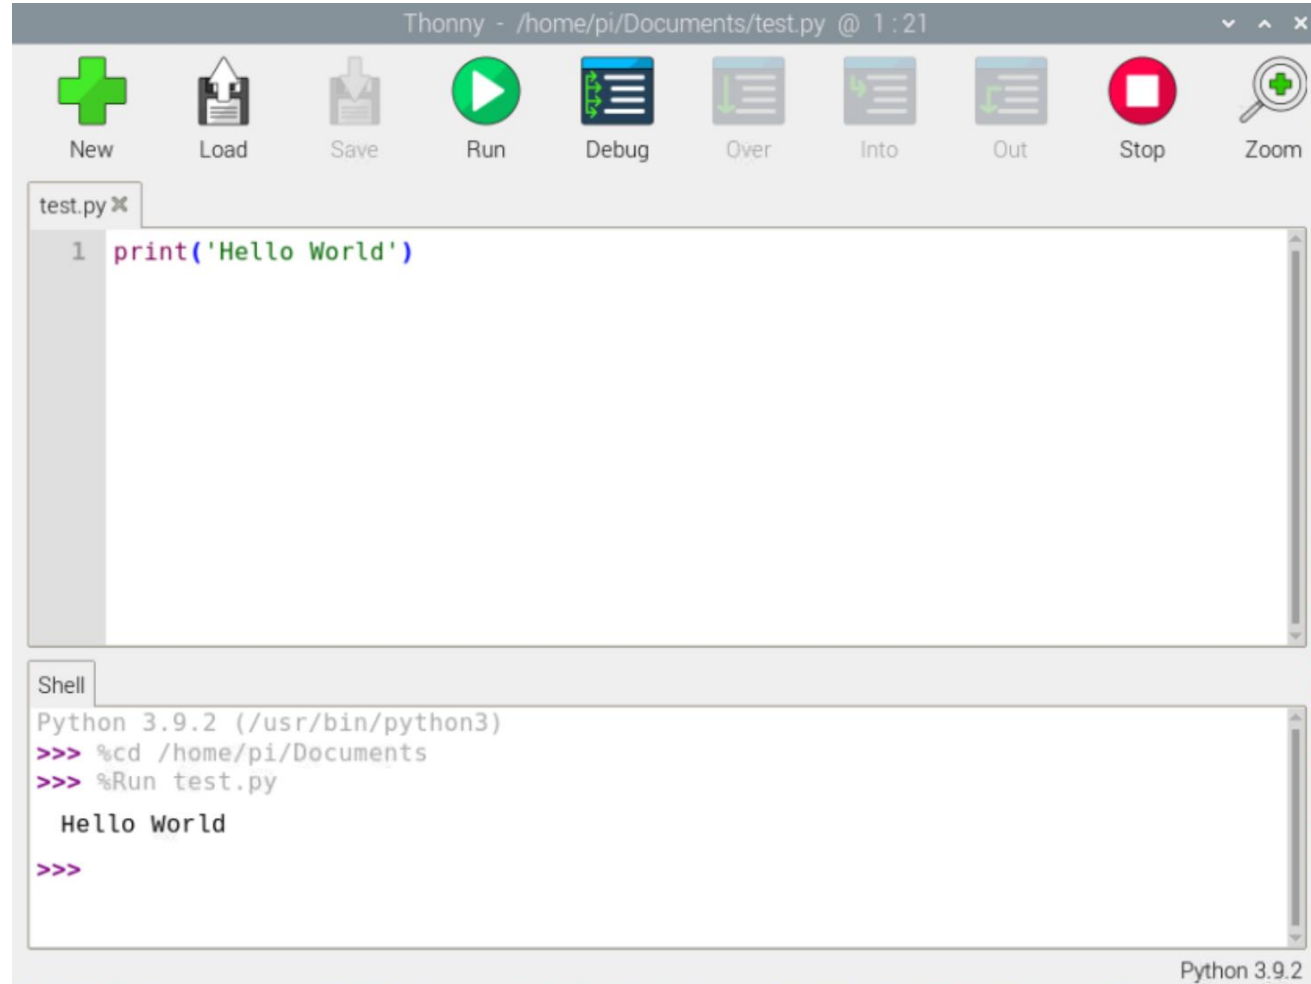 Thonny - /home/pi/Documents/test.py @ 1 : 21
New Load Save Run Debug Over Into Out Stop Zoom
test.py
1 print('Hello World')
Shell
Python 3.9.2 (/usr/bin/python3)
>>> %cd /home/pi/Documents
>>> %Run test.py
Hello World
>>>
Python 3.9.2